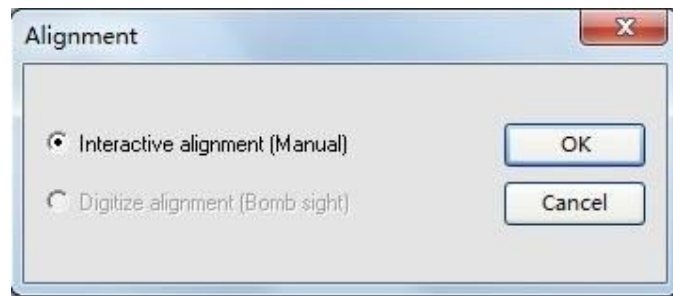 Alignment
Interactive alignment (Manual)
OK
Digitize alignment (Bomb sight)
Cancel